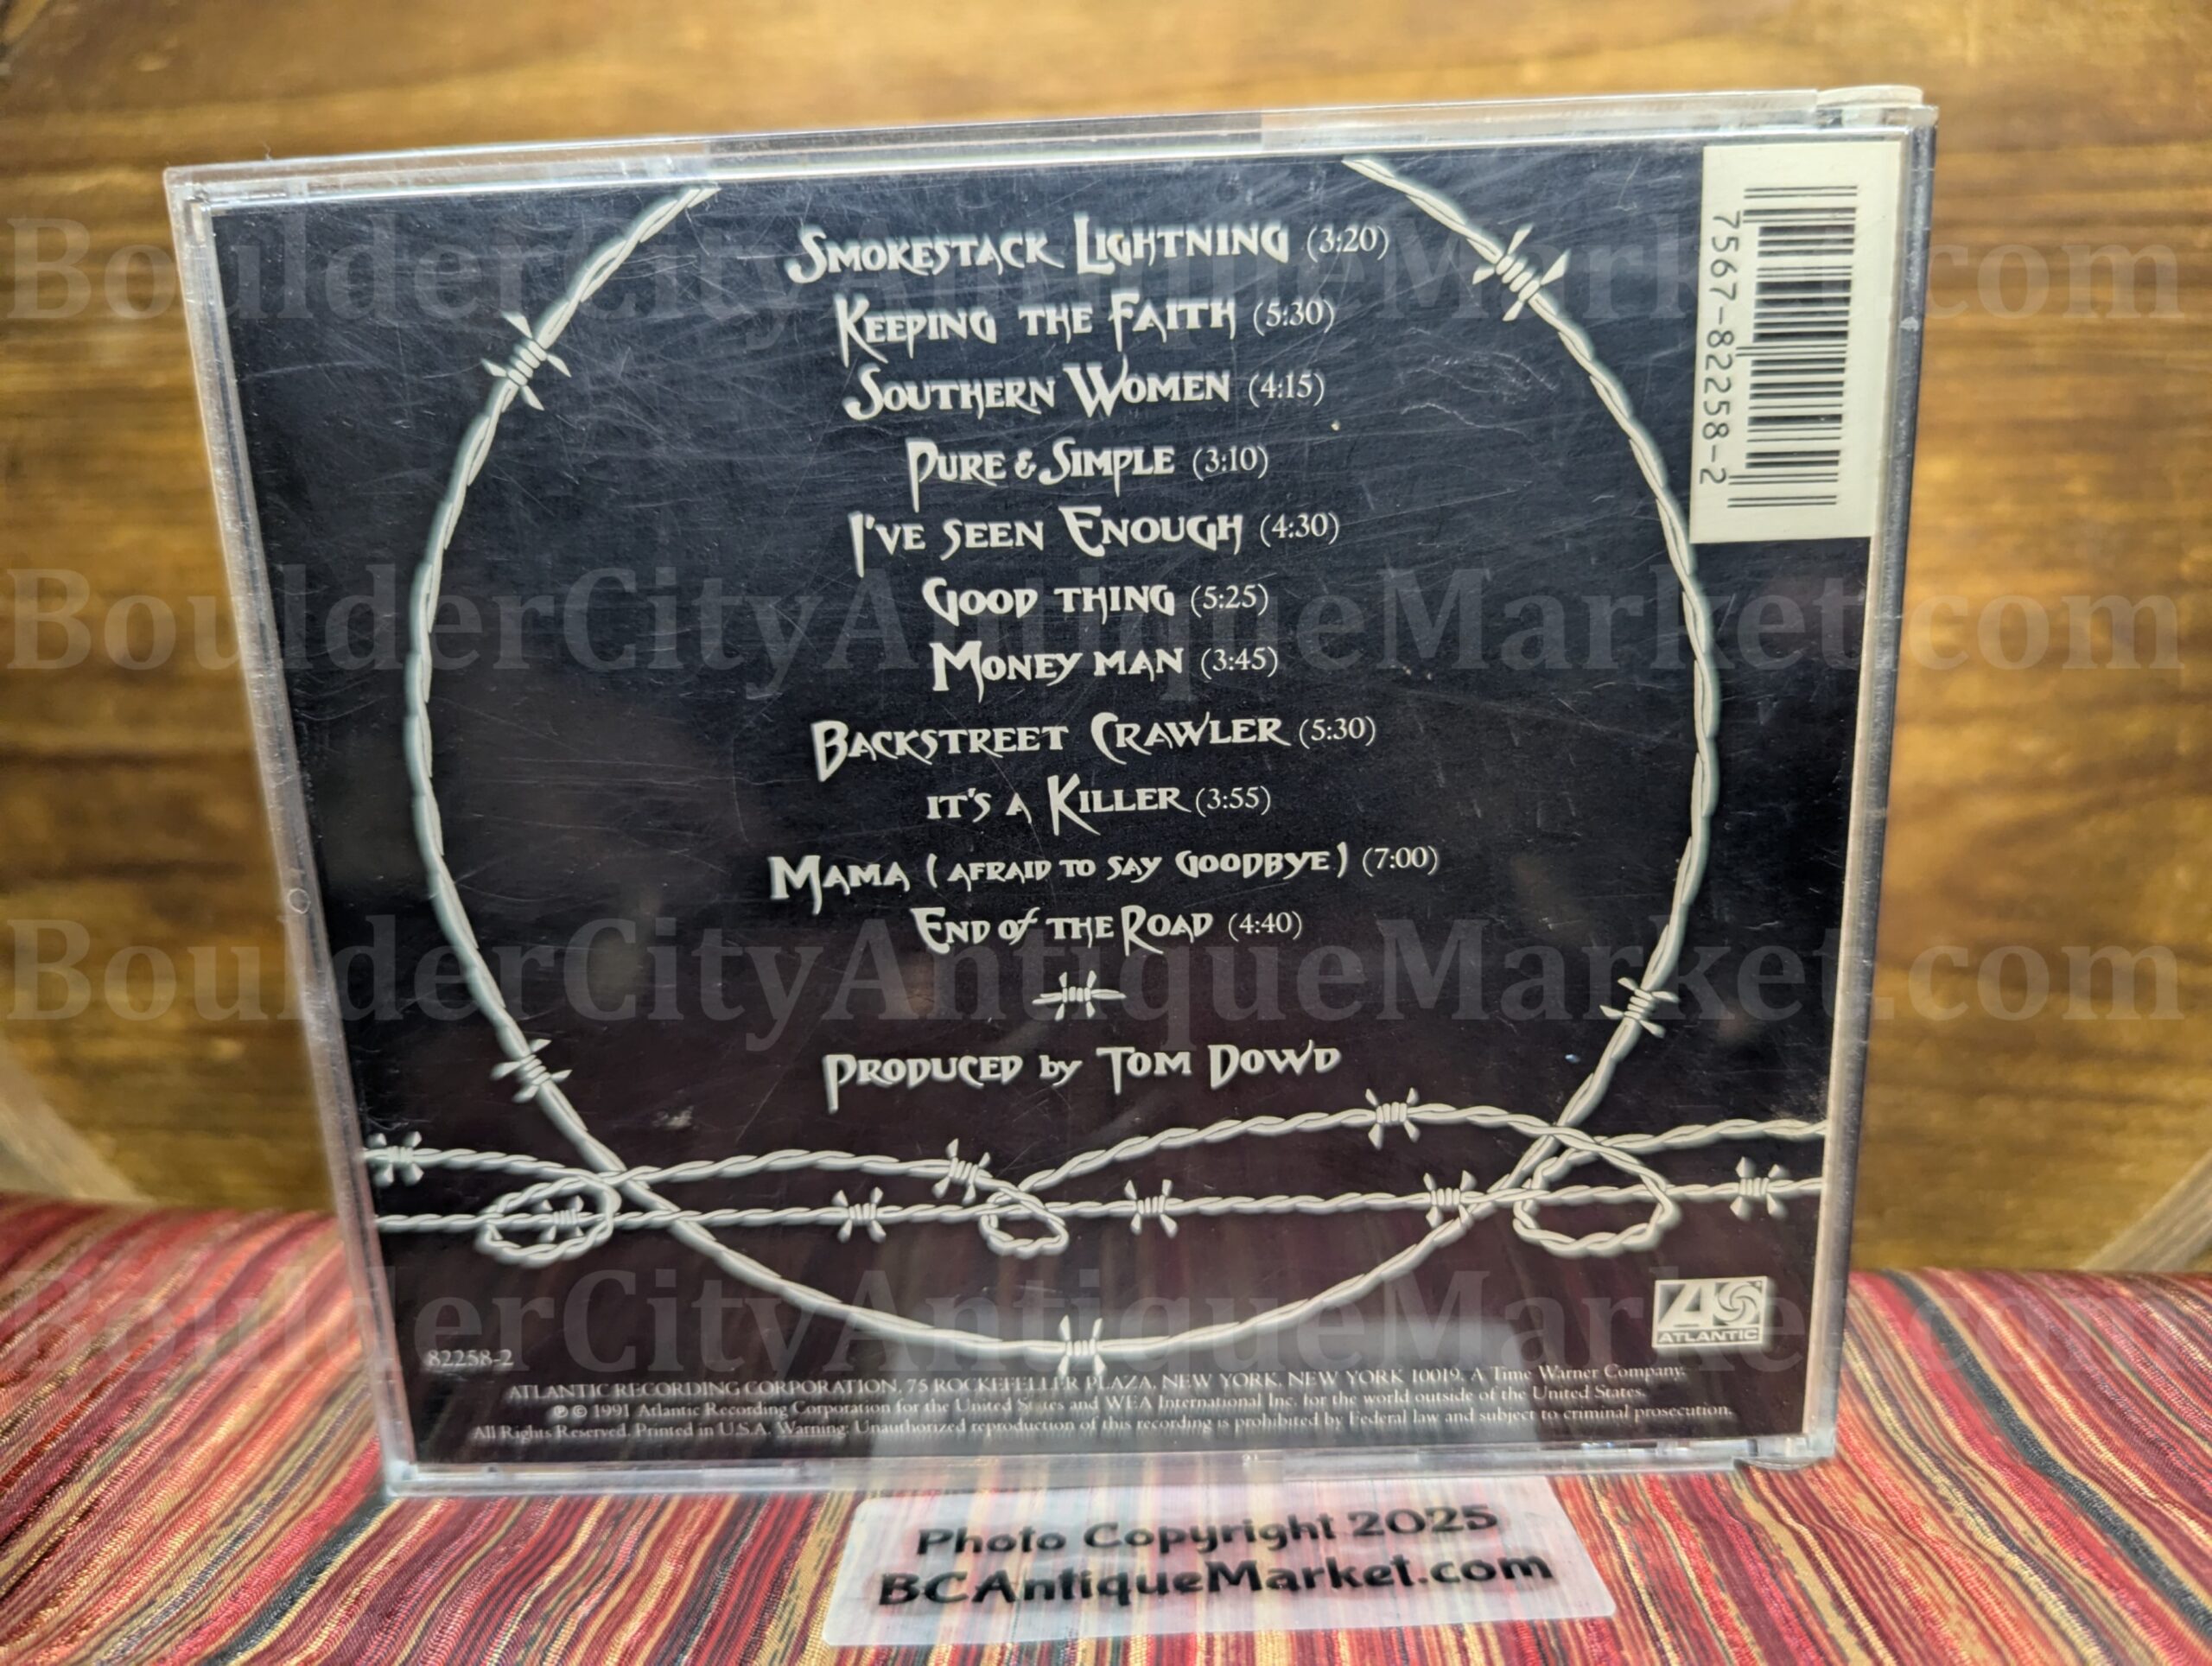 Smokestack Lightning (3:20)
Keeping the Faith (5:30)
Southern Women (4:15)
Pure & Simple (3:10)
I've seen Enough (4:30)
Good thing (5:25)
Money man (3:45)
Backstreet Crawler (5:30)
it's a Killer (3:55)
Mama (afraid to say goodbye) (7:00)
End of the Road (4:40)
Produced by Tom Dowd
7567-82258-2
ATLANTIC
82258-2
ATLANTIC RECORDING CORPORATION, 75 ROCKEFELLER PLAZA, NEW YORK, NEW YORK 10019. A Time Warner Company.
℗ © 1991 Atlantic Recording Corporation for the United States and WEA International Inc. for the world outside of the United States.
All Rights Reserved. Printed in U.S.A. Warning: Unauthorized reproduction of this recording is prohibited by Federal law and subject to criminal prosecution.
Photo Copyright 2025
BCAntiqueMarket.com
BoulderCityAntiqueMarket.com
BoulderCityAntiqueMarket.com
BoulderCityAntiqueMarket.com
BoulderCityAntiqueMarket.com